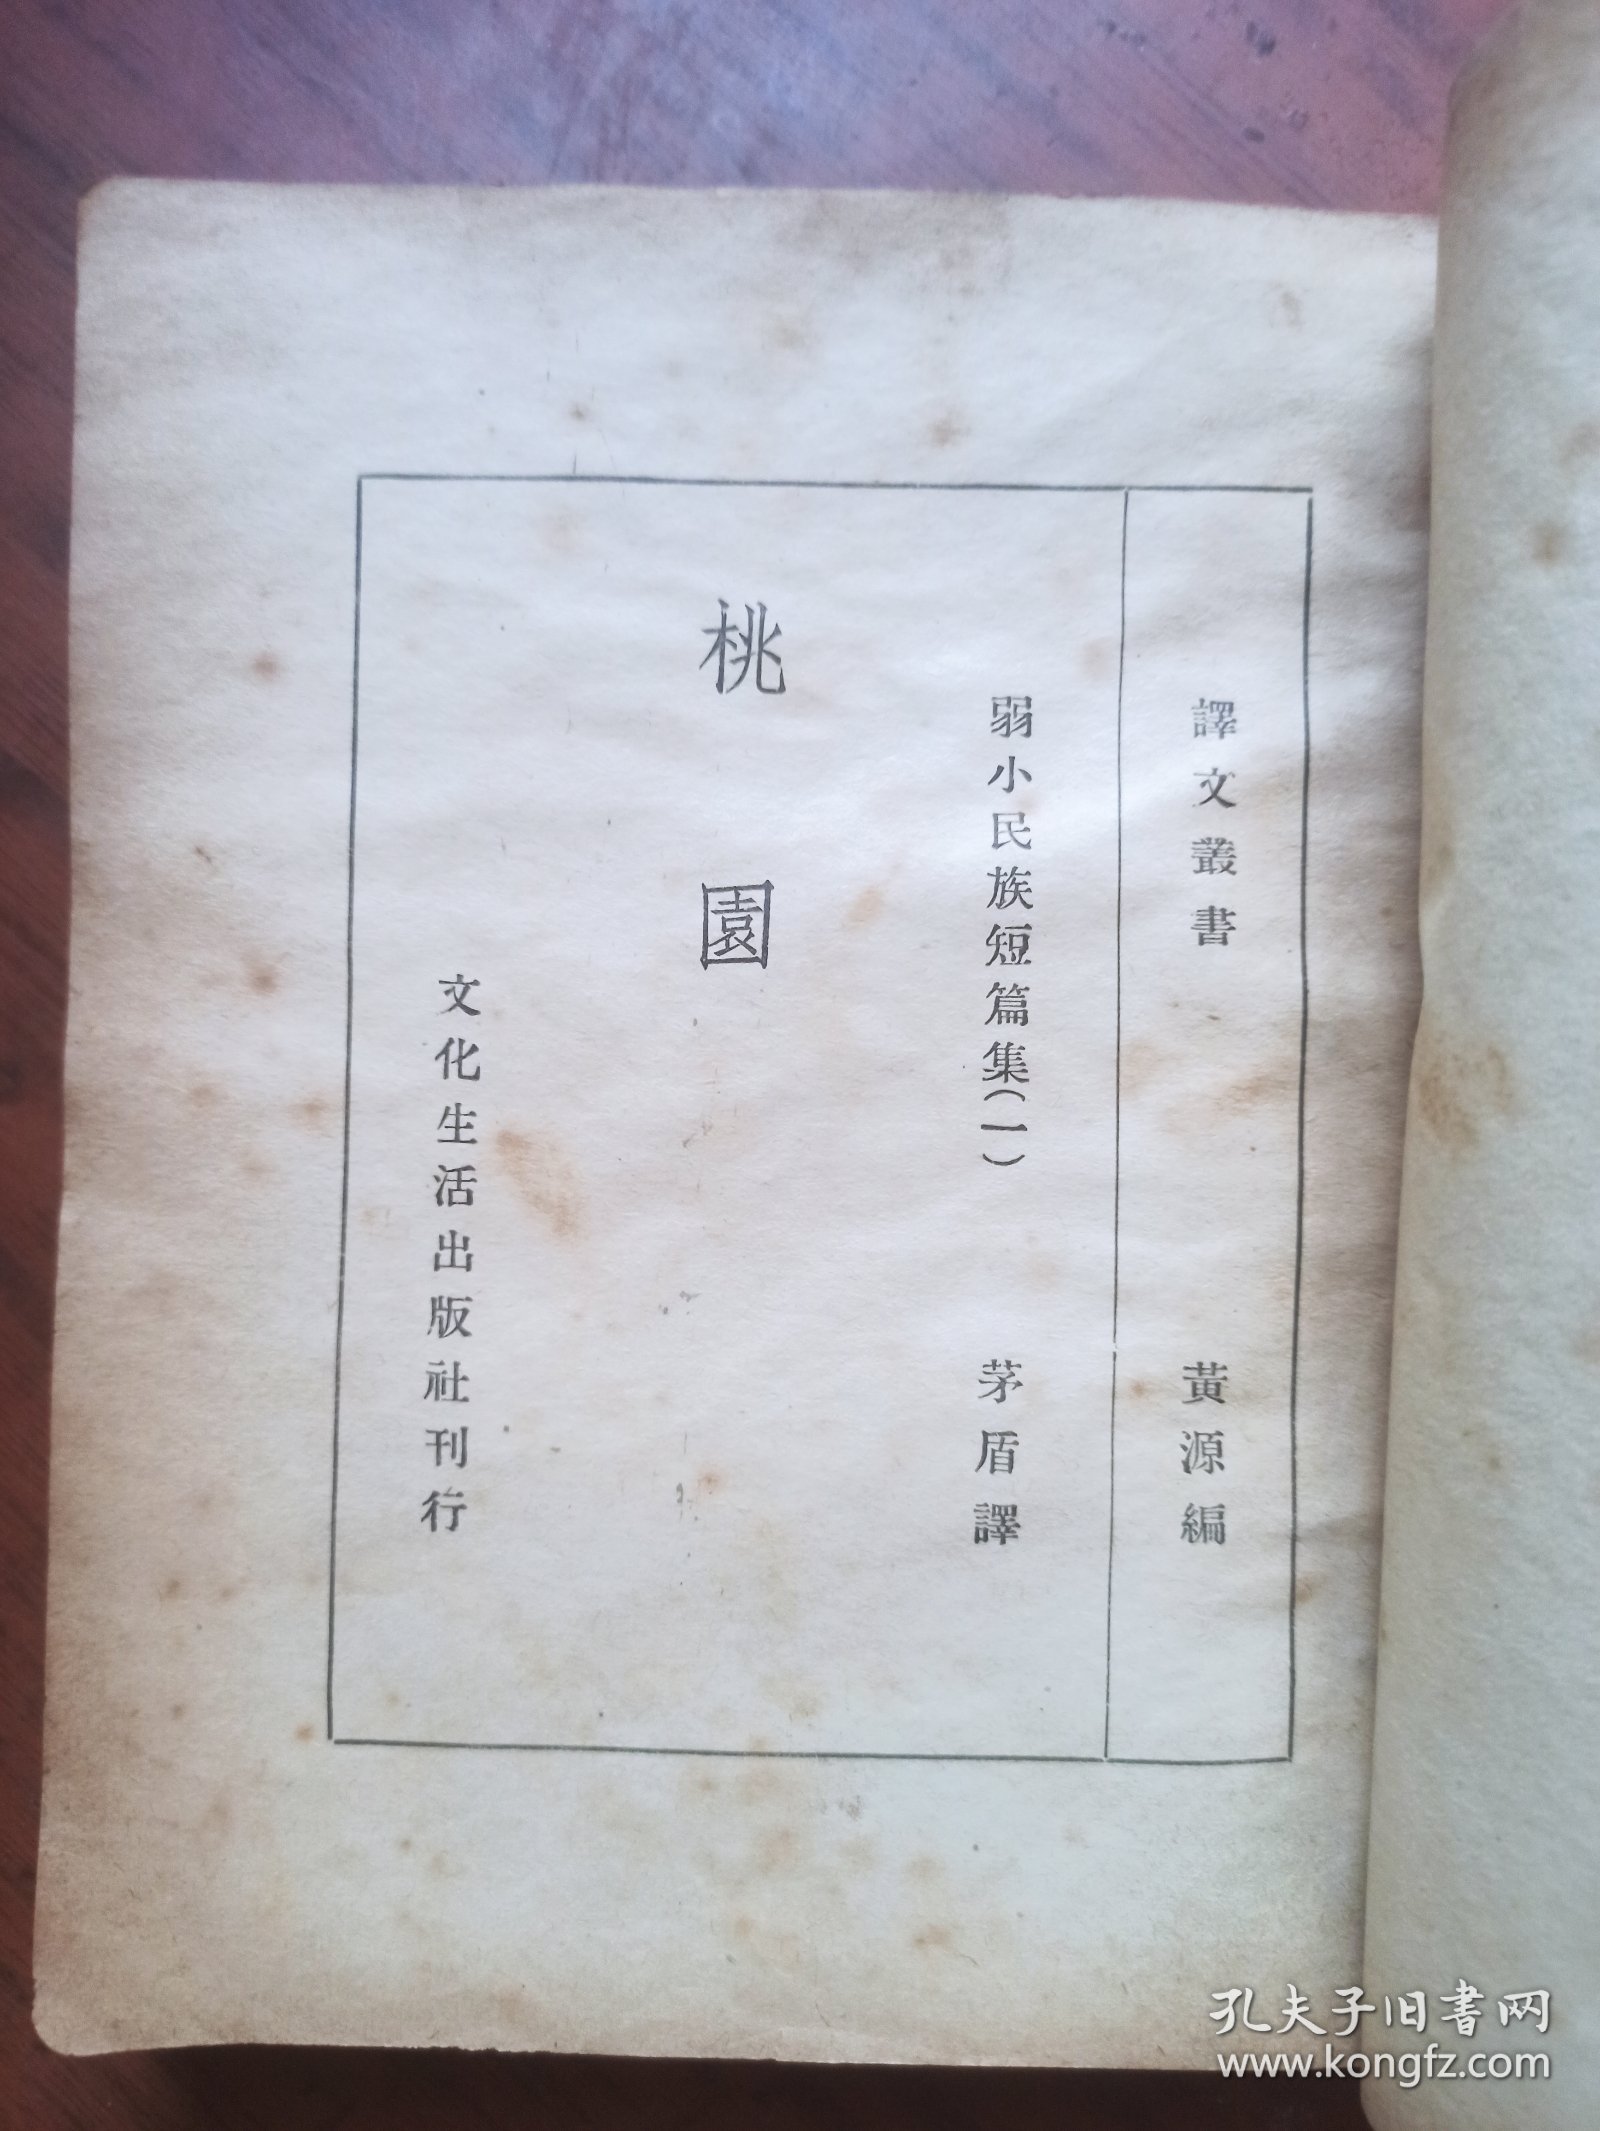 譯文叢書 黃源編
弱小民族短篇集(一) 茅盾譯
桃園
文化生活出版社刊行
孔夫子旧书网
www.kongfz.com